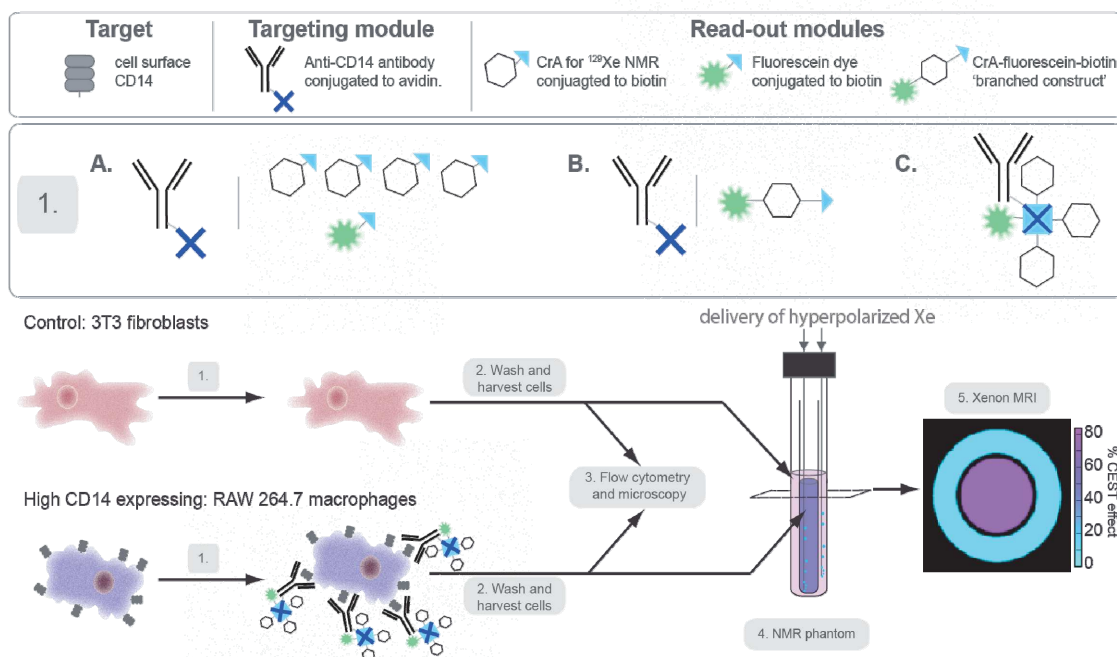 Target
cell surface
CD14
Targeting module
Anti-CD14 antibody
conjugated to avidin.
Read-out modules
CrA for ¹²⁹Xe NMR
conjuagted to biotin
Fluorescein dye
conjugated to biotin
CrA-fluorescein-biotin
'branched construct'
1.
A.
B.
C.
Control: 3T3 fibroblasts
1.
2. Wash and
harvest cells
delivery of hyperpolarized Xe
3. Flow cytometry
and microscopy
High CD14 expressing: RAW 264.7 macrophages
1.
2. Wash and
harvest cells
4. NMR phantom
5. Xenon MRI
80
60
40
20
0
% CEST effect